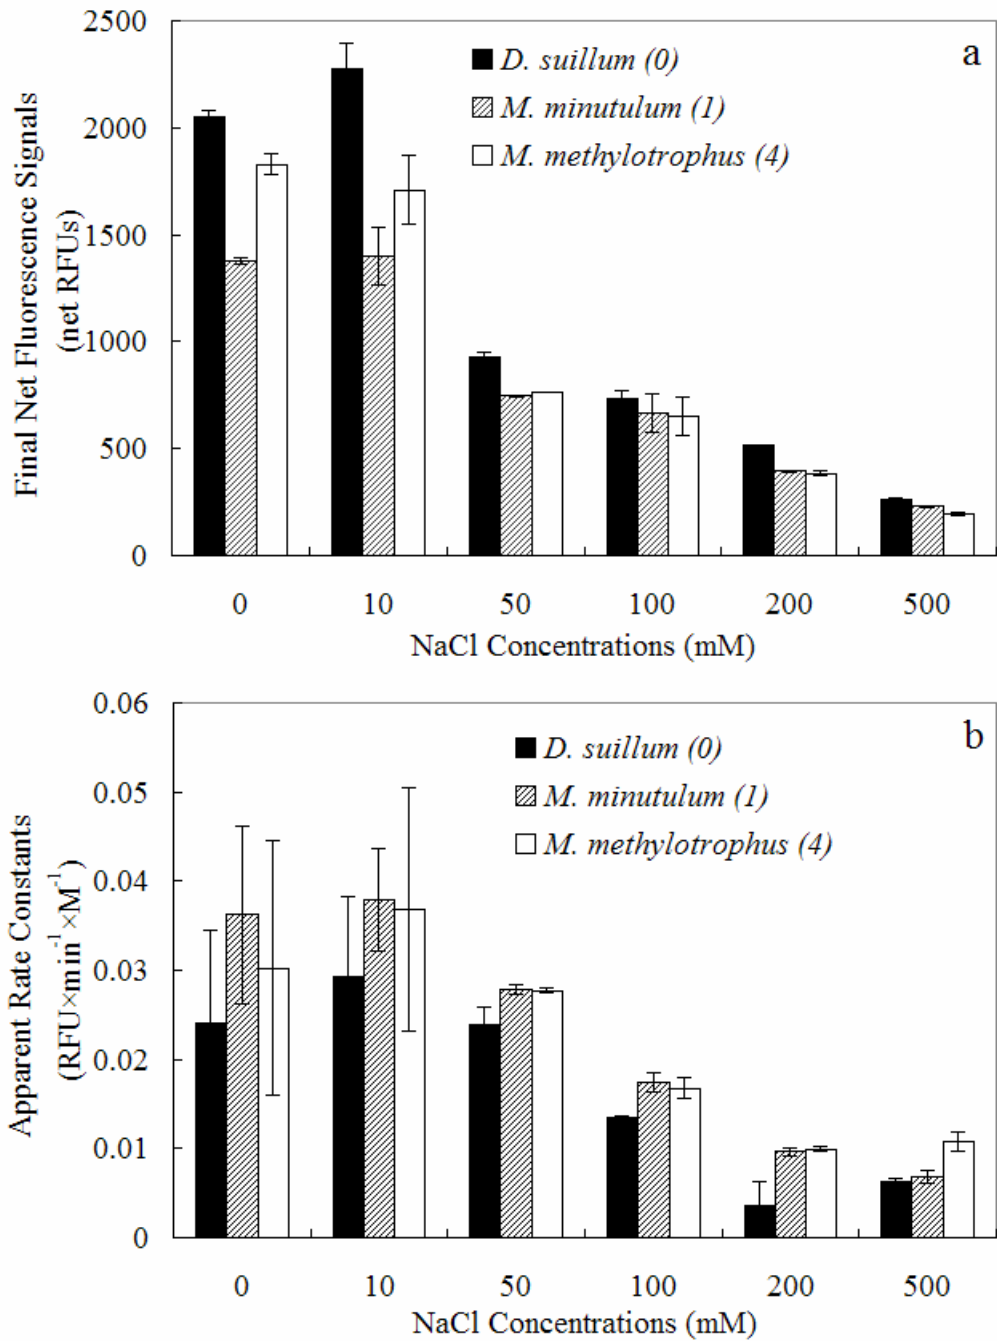 2500
2000
1500
1000
500
0
Final Net Fluorescence Signals
(net RFUs)
a
D. suillum (0)
M. minutulum (1)
M. methylotrophus (4)
0 10 50 100 200 500
NaCl Concentrations (mM)
0.06
0.05
0.04
0.03
0.02
0.01
0
Apparent Rate Constants
(RFU×min⁻¹×M⁻¹)
b
D. suillum (0)
M. minutulum (1)
M. methylotrophus (4)
0 10 50 100 200 500
NaCl Concentrations (mM)